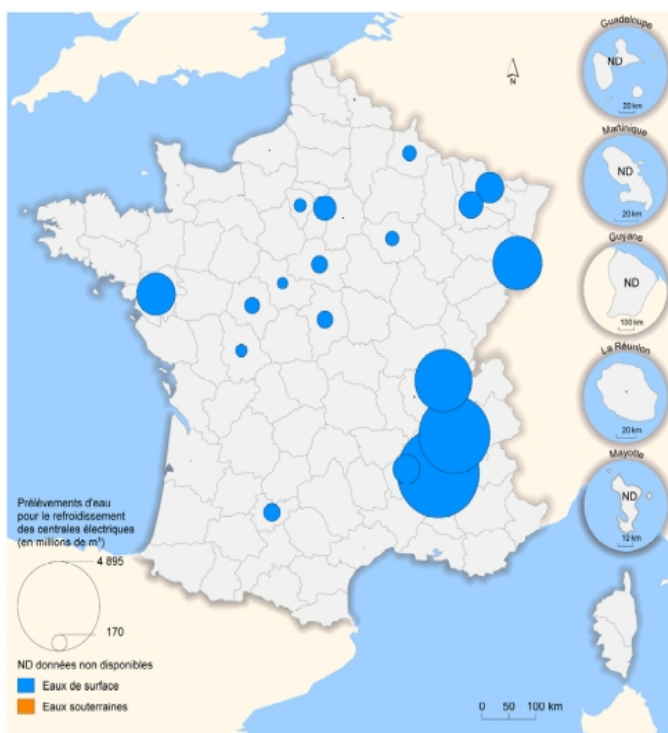 Guadeloupe
ND
20 km
N
Martinique
ND
20 km
Guyane
ND
100 km
La Réunion
20 km
Mayotte
ND
10 km
Prélèvements d'eau
pour le refroidissement
des centrales électriques
(en millions de m³)
4 895
170
ND données non disponibles
Eaux de surface
Eaux souterraines
0 50 100 km